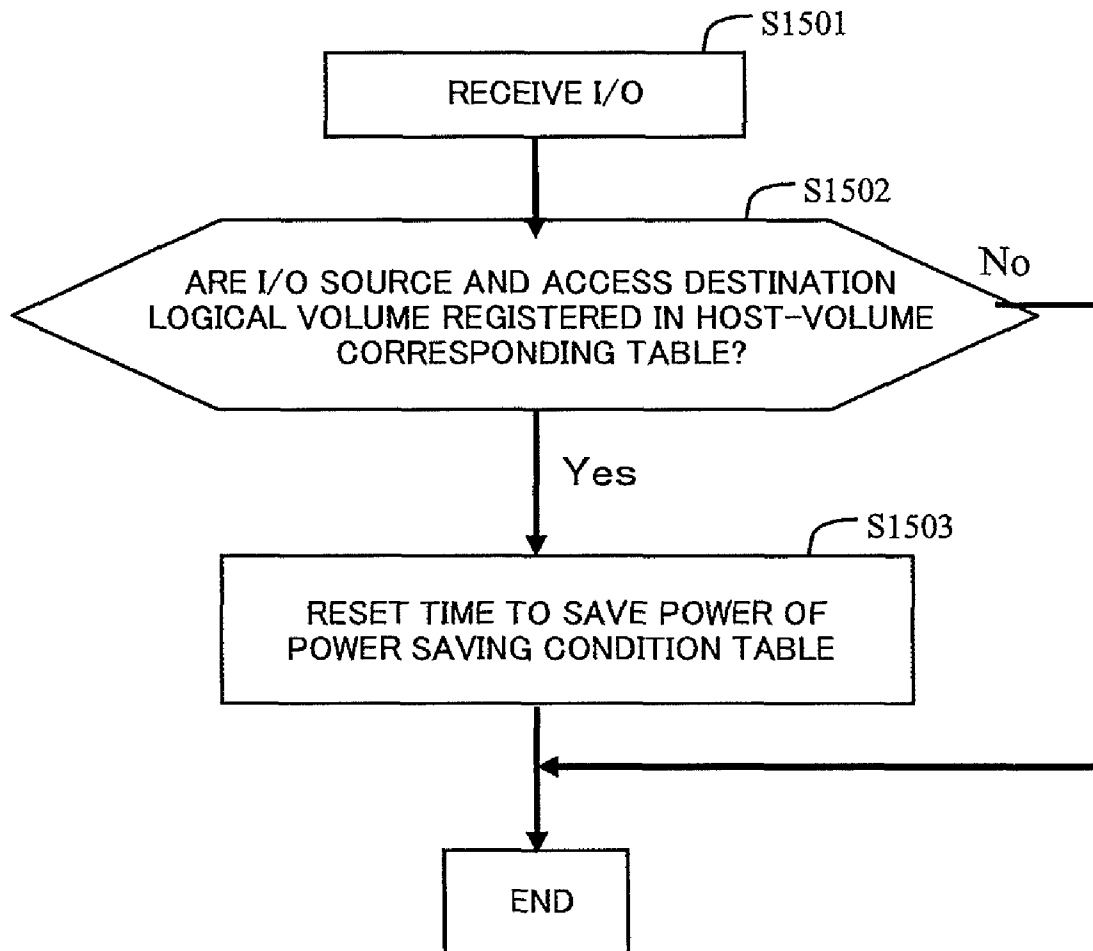 S1501
RECEIVE I/O
S1502
ARE I/O SOURCE AND ACCESS DESTINATION
LOGICAL VOLUME REGISTERED IN HOST-VOLUME
CORRESPONDING TABLE?
No
Yes
S1503
RESET TIME TO SAVE POWER OF
POWER SAVING CONDITION TABLE
END